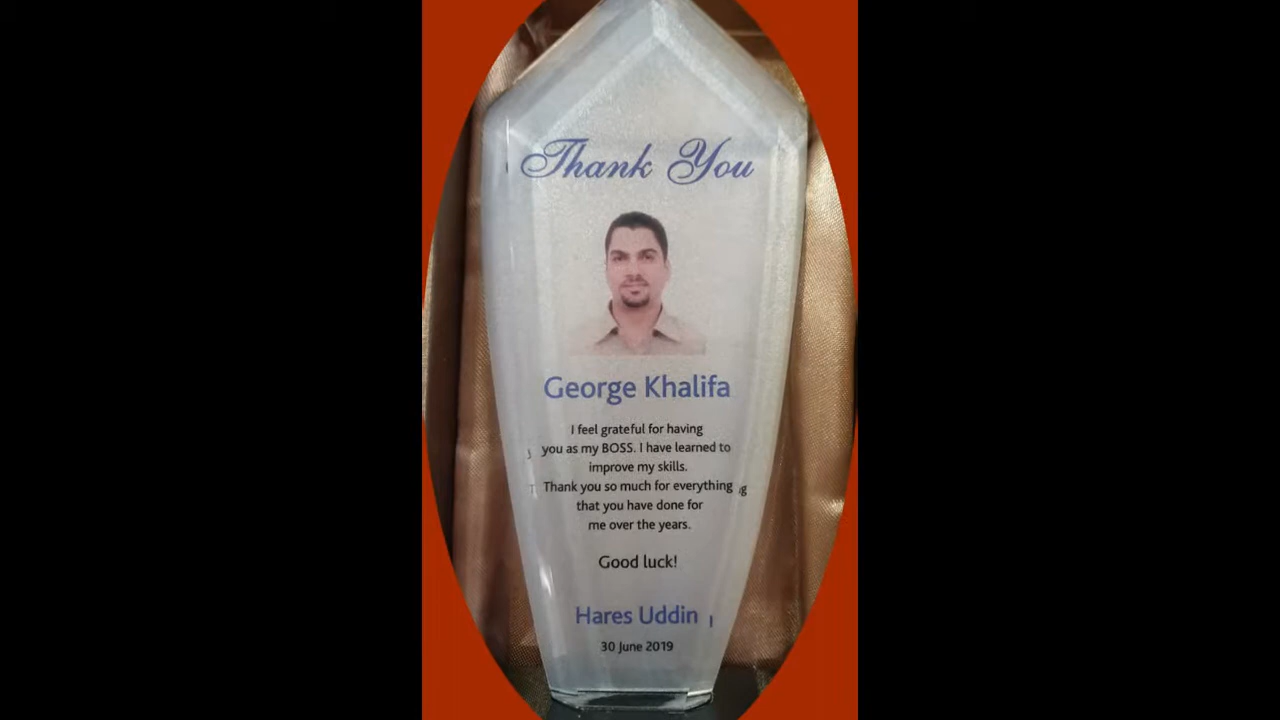 Thank You
George Khalifa
I feel grateful for having
you as my BOSS. I have learned to
improve my skills.
Thank you so much for everything
that you have done for
me over the years.
Good luck!
Hares Uddin
30 June 2019